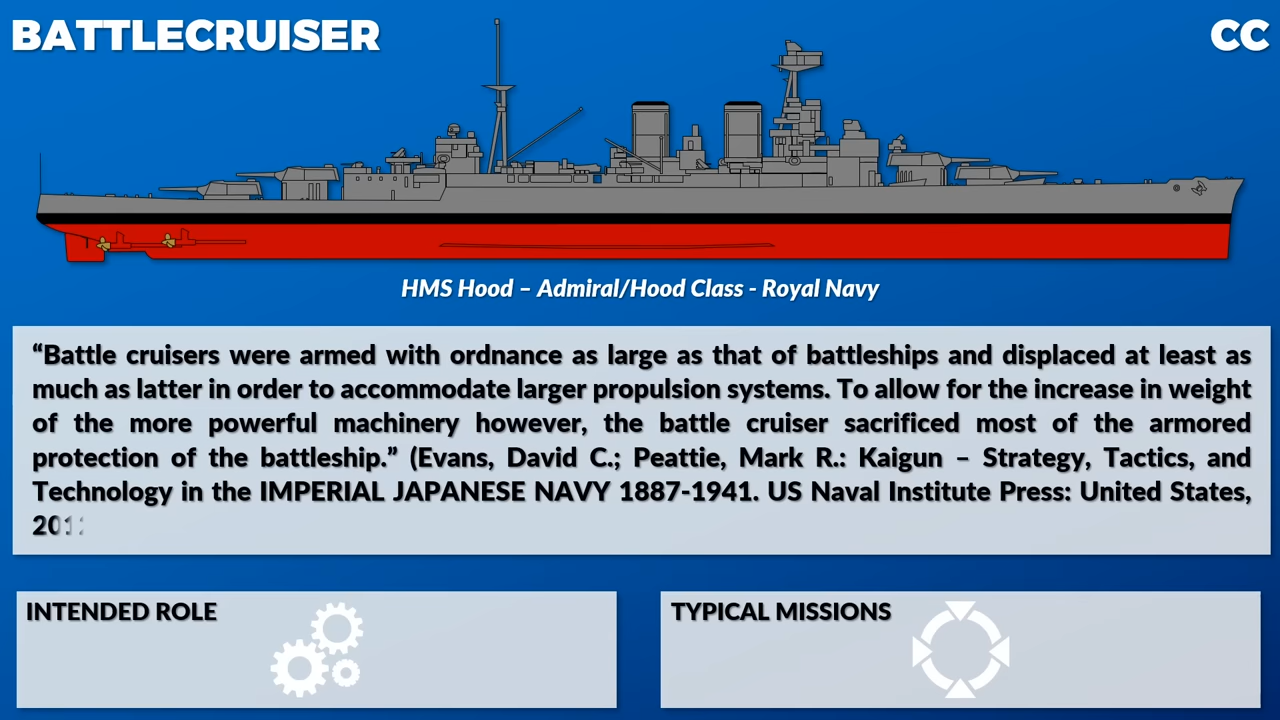 BATTLECRUISER
CC
HMS Hood – Admiral/Hood Class - Royal Navy
“Battle cruisers were armed with ordnance as large as that of battleships and displaced at least as
much as latter in order to accommodate larger propulsion systems. To allow for the increase in weight
of the more powerful machinery however, the battle cruiser sacrificed most of the armored
protection of the battleship.” (Evans, David C.; Peattie, Mark R.: Kaigun – Strategy, Tactics, and
Technology in the IMPERIAL JAPANESE NAVY 1887-1941. US Naval Institute Press: United States,
INTENDED ROLE
TYPICAL MISSIONS